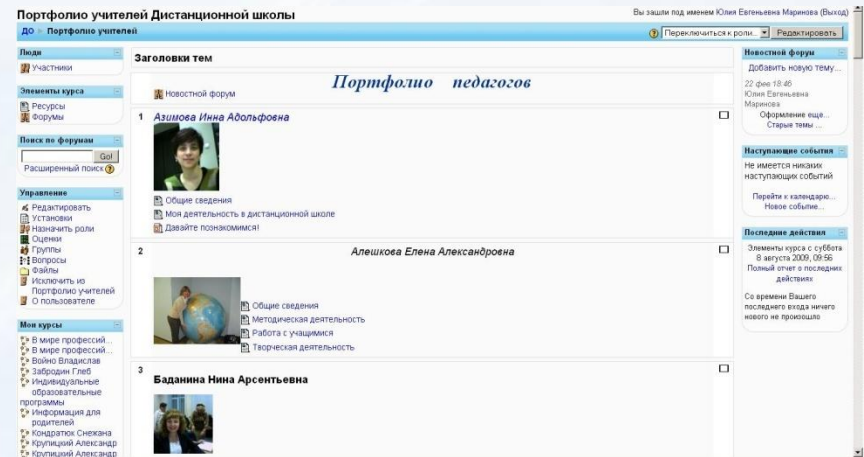 Портфолио учителей Дистанционной школы
Вы зашли под именем Юлия Евгеньевна Маринова (Выход)
ДО ► Портфолио учителей
Переключиться к роли...
Редактировать
Люди
Участники
Элементы курса
Ресурсы
Форумы
Поиск по форумам
Go!
Расширенный поиск
Управление
Редактировать
Установки
Назначить роли
Оценки
Группы
Вопросы
Файлы
Исключить из
Портфолио учителей
О пользователе
Мои курсы
В мире профессий...
В мире профессий...
Войно Владислав
Забродин Глеб
Индивидуальные
образовательные
программы
Информация для
родителей
Кондратюк Снежана
Крупицкий Александр
Крупицкий Александр
Заголовки тем
Портфолио педагогов
Новостной форум
1 Азимова Инна Адольфовна
Общие сведения
Моя деятельность в дистанционной школе
Давайте познакомимся!
2 Алешкова Елена Александровна
Общие сведения
Методическая деятельность
Работа с учащимися
Творческая деятельность
3
Баданина Нина Арсентьевна
Новостной форум
Добавить новую тему...
22 фев 18:46
Юлия Евгеньевна
Маринова
Оформление еще...
Старые темы ...
Наступающие события
Не имеется никаких
наступающих событий
Перейти к календарю...
Новое событие...
Последние действия
Элементы курса с суббота
8 августа 2009, 09:56
Полный отчет о последних
действиях
Со времени Вашего
последнего входа ничего
нового не произошло